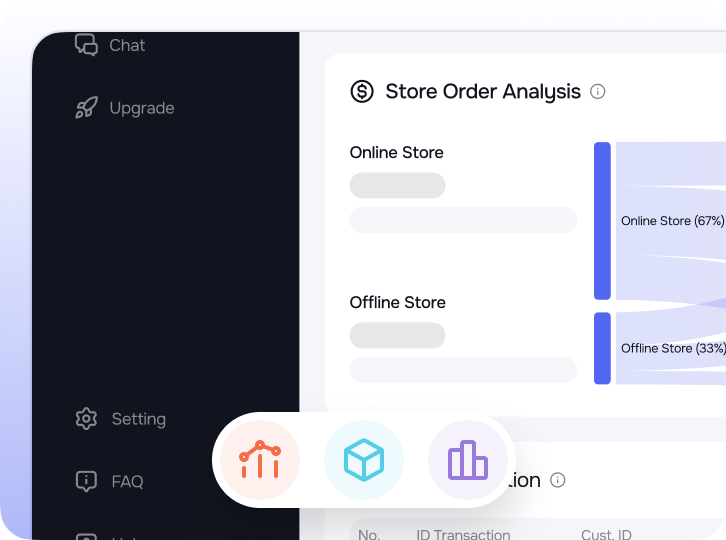 Chat
Upgrade
Setting
FAQ
Store Order Analysis
Online Store
Online Store (67%)
Offline Store
Offline Store (33%)
tion
No. ID Transaction Cust. ID